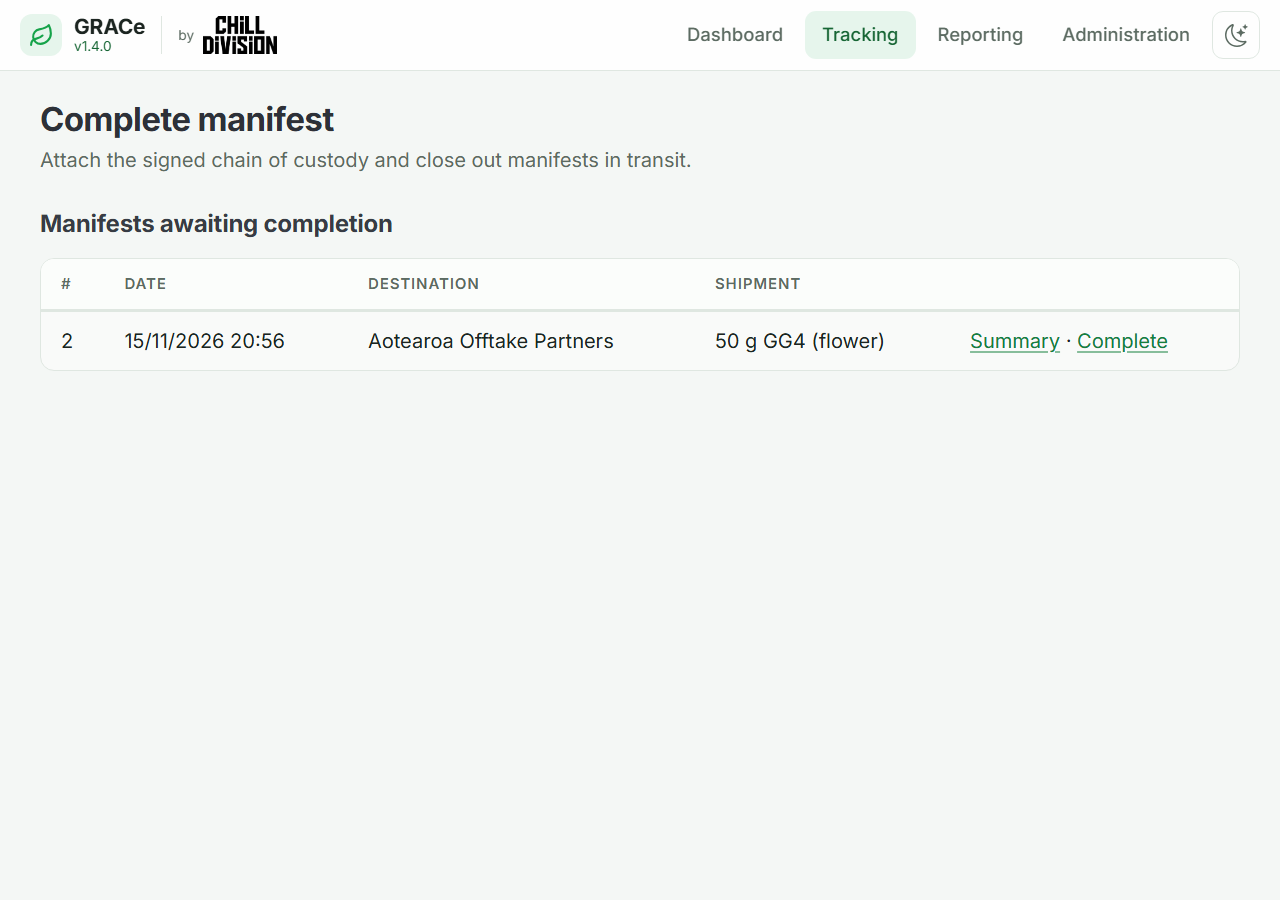 GRACe
v1.4.0
by CHiLL DiViSiON
Dashboard Tracking Reporting Administration
Complete manifest
Attach the signed chain of custody and close out manifests in transit.
Manifests awaiting completion
# DATE DESTINATION SHIPMENT
2 15/11/2026 20:56 Aotearoa Offtake Partners 50 g GG4 (flower) Summary · Complete